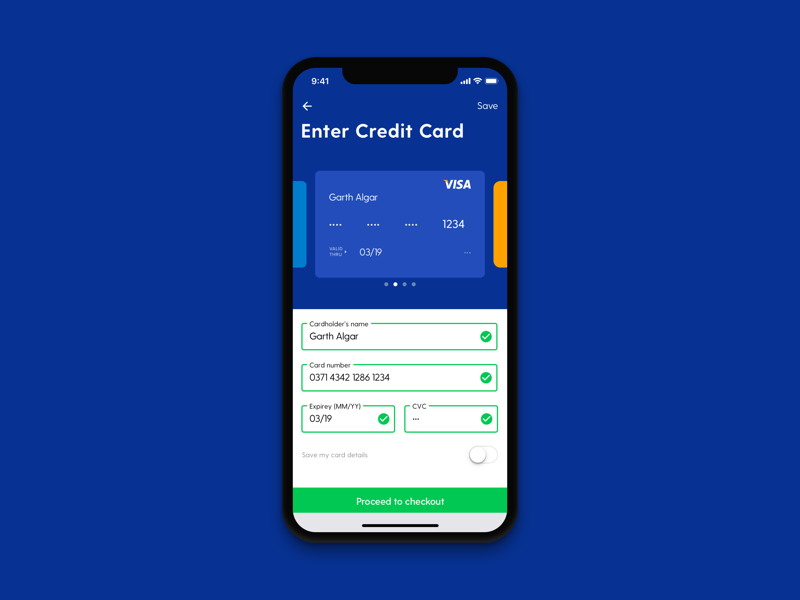 9:41
Save
Enter Credit Card
VISA
Garth Algar
•••• •••• •••• 1234
VALID THRU 03/19 •••
Cardholder's name
Garth Algar
Card number
0371 4342 1286 1234
Expirey (MM/YY) CVC
03/19 •••
Save my card details
Proceed to checkout